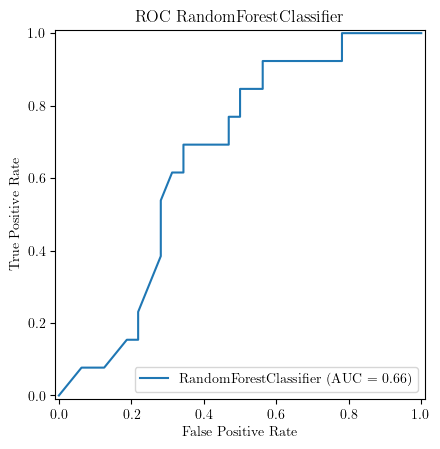 ROC RandomForestClassifier
1.0
0.8
0.6
0.4
0.2
0.0
True Positive Rate
RandomForestClassifier (AUC = 0.66)
0.0 0.2 0.4 0.6 0.8 1.0
False Positive Rate